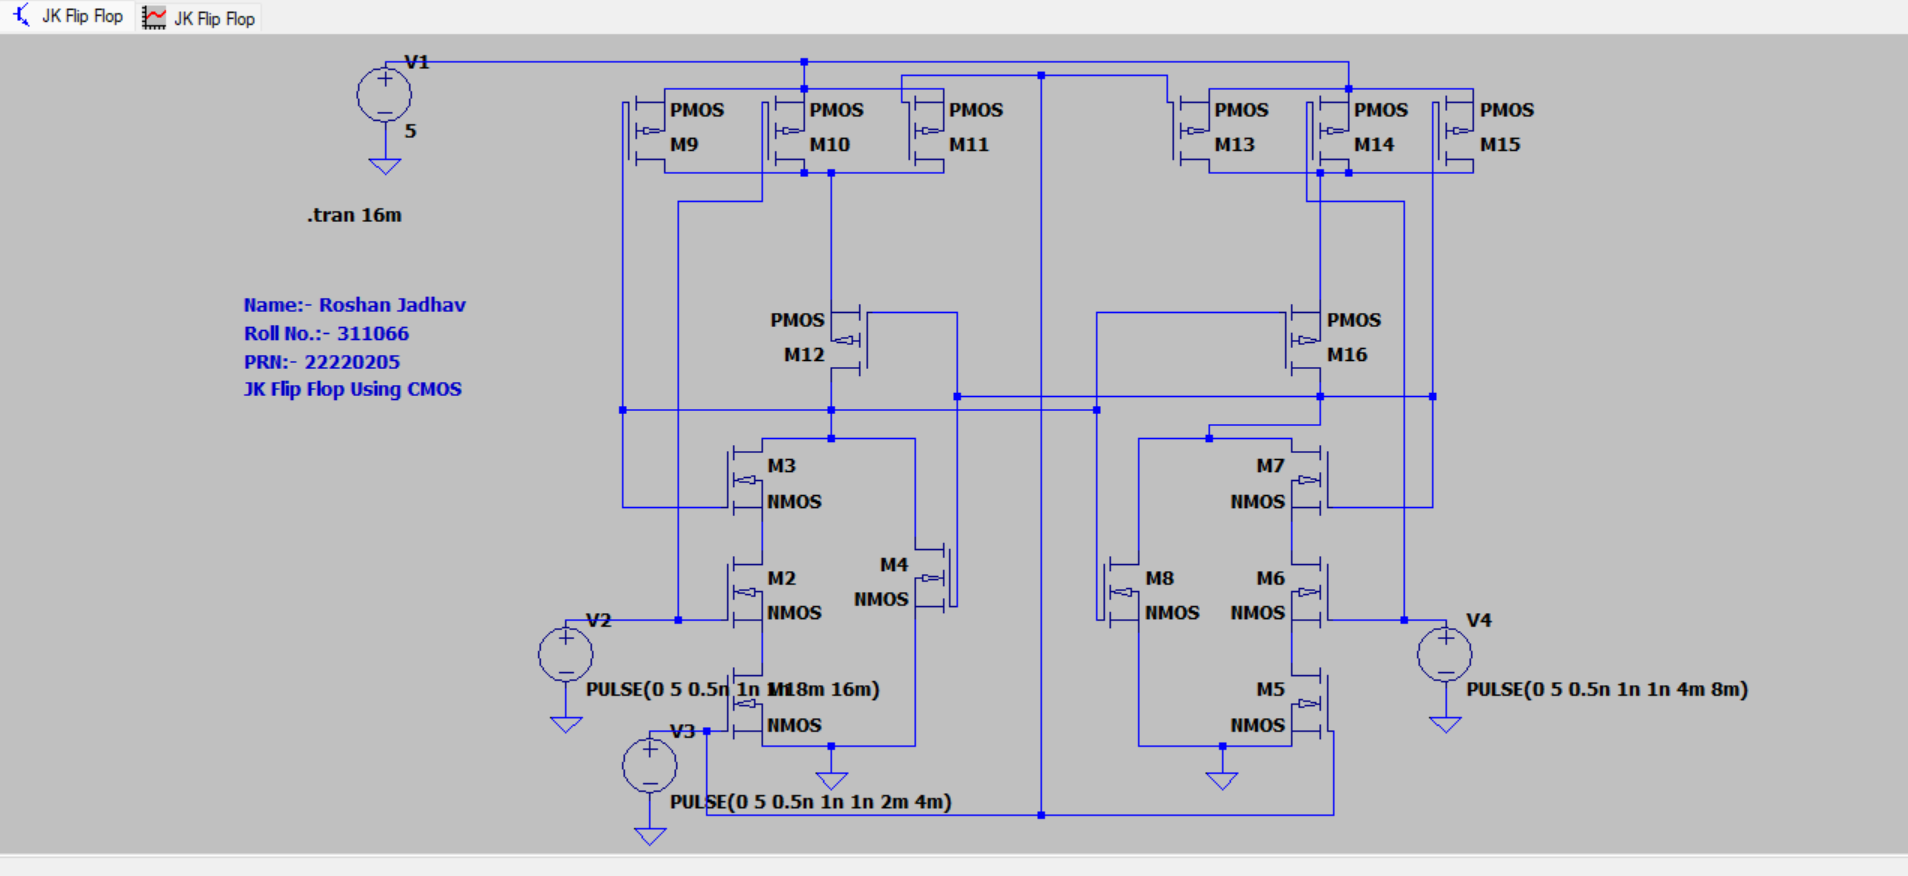 JK Flip Flop
JK Flip Flop
V1
5
.tran 16m
Name:- Roshan Jadhav
Roll No.:- 311066
PRN:- 22220205
JK Flip Flop Using CMOS
PMOS
M9
PMOS
M10
PMOS
M11
PMOS
M13
PMOS
M14
PMOS
M15
PMOS
M12
PMOS
M16
M3
NMOS
M7
NMOS
M4
NMOS
M2
NMOS
M8
NMOS
M6
NMOS
V2
PULSE(0 5 0.5n 1n 1n 8m 16m)
M1
NMOS
M5
NMOS
V4
PULSE(0 5 0.5n 1n 1n 4m 8m)
V3
PULSE(0 5 0.5n 1n 1n 2m 4m)